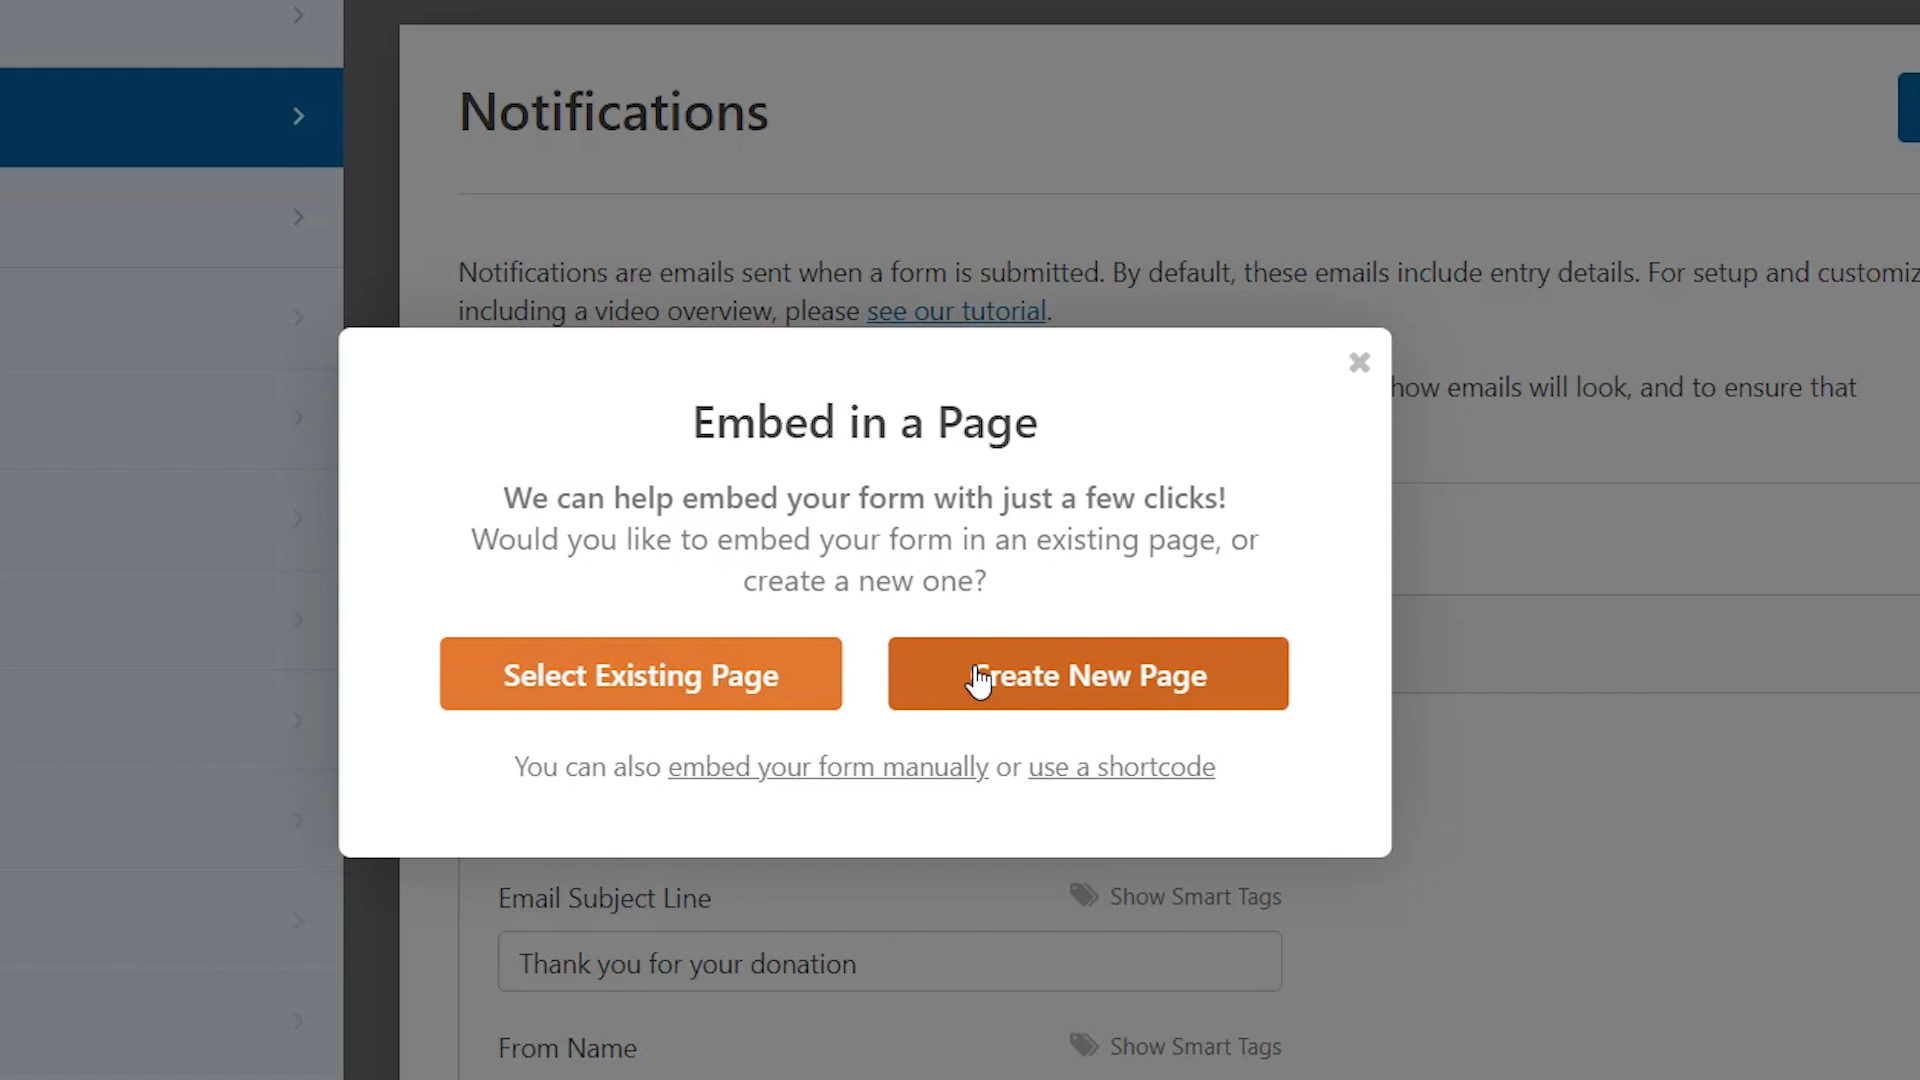 Notifications
Notifications are emails sent when a form is submitted. By default, these emails include entry details. For setup and
including a video overview, please see our tutorial.
how emails will look, and to ensure that
Embed in a Page
We can help embed your form with just a few clicks!
Would you like to embed your form in an existing page, or
create a new one?
Select Existing Page
Create New Page
You can also embed your form manually or use a shortcode
Email Subject Line
Show Smart Tags
Thank you for your donation
From Name
Show Smart Tags